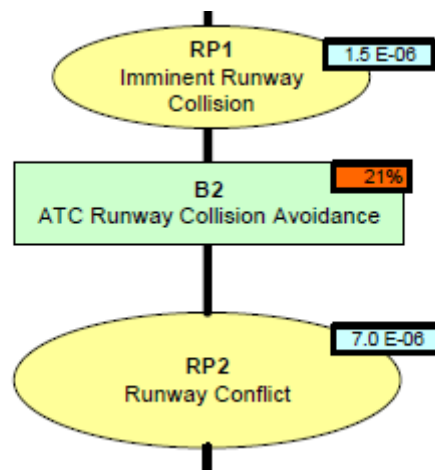 RP1
1.5 E-06
Imminent Runway
Collision
B2
21%
ATC Runway Collision Avoidance
7.0 E-06
RP2
Runway Conflict